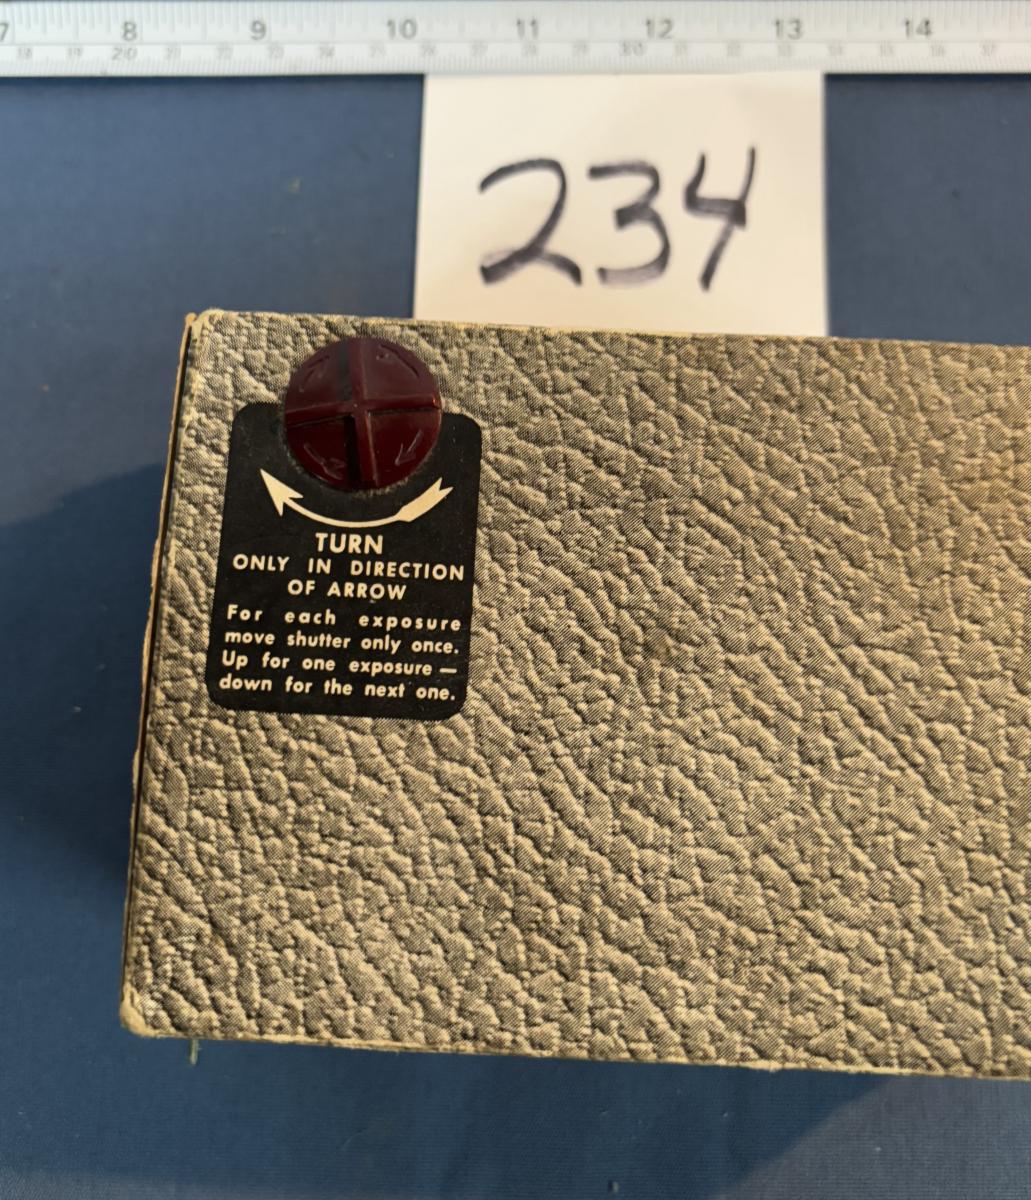 7 8 9 10 11 12 13 14
234
TURN
ONLY IN DIRECTION
OF ARROW
For each exposure
move shutter only once.
Up for one exposure —
down for the next one.